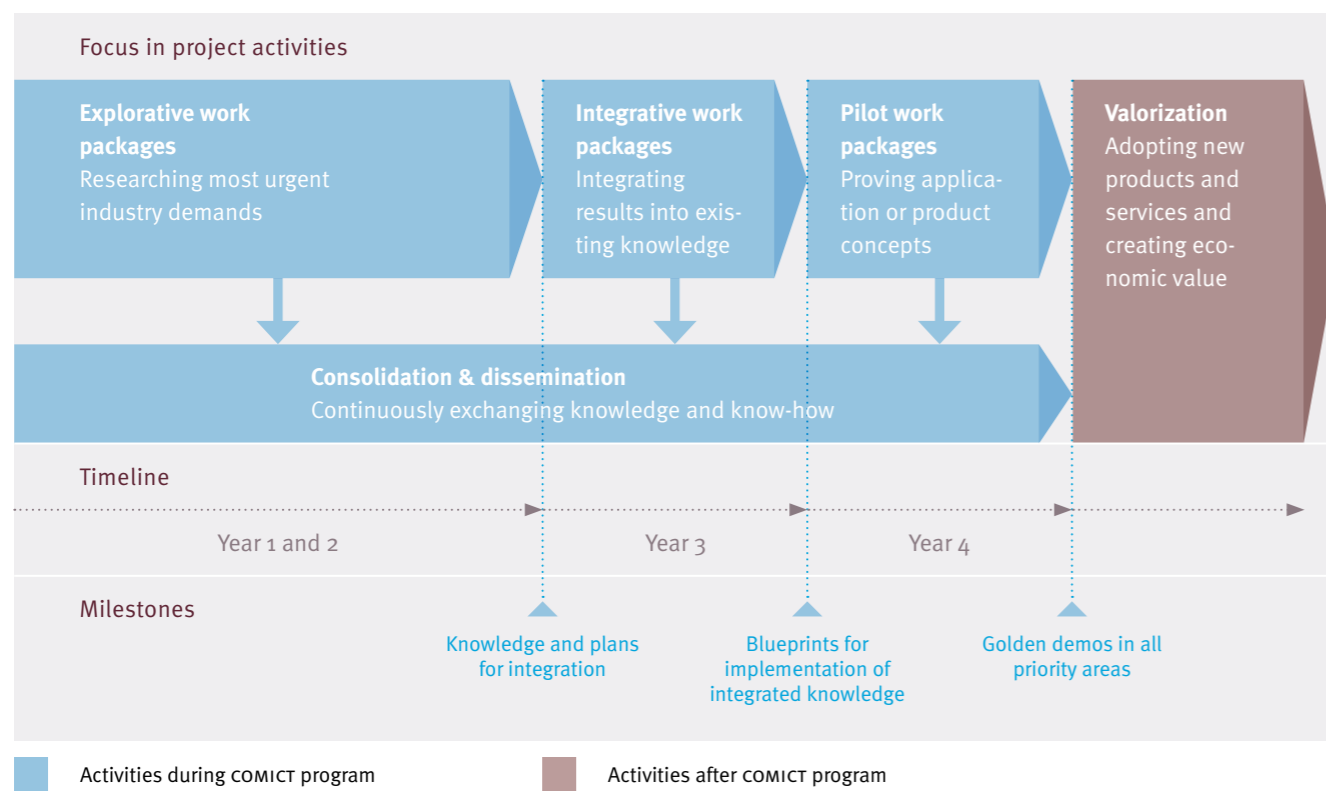 Focus in project activities
Explorative work
packages
Researching most urgent
industry demands
Integrative work
packages
Integrating
results into exis-
ting knowledge
Pilot work
packages
Proving applica-
tion or product
concepts
Valorization
Adopting new
products and
services and
creating eco-
nomic value
Consolidation & dissemination
Continuously exchanging knowledge and know-how
Timeline
Year 1 and 2
Year 3
Year 4
Milestones
Knowledge and plans
for integration
Blueprints for
implementation of
integrated knowledge
Golden demos in all
priority areas
Activities during COMICT program
Activities after COMICT program